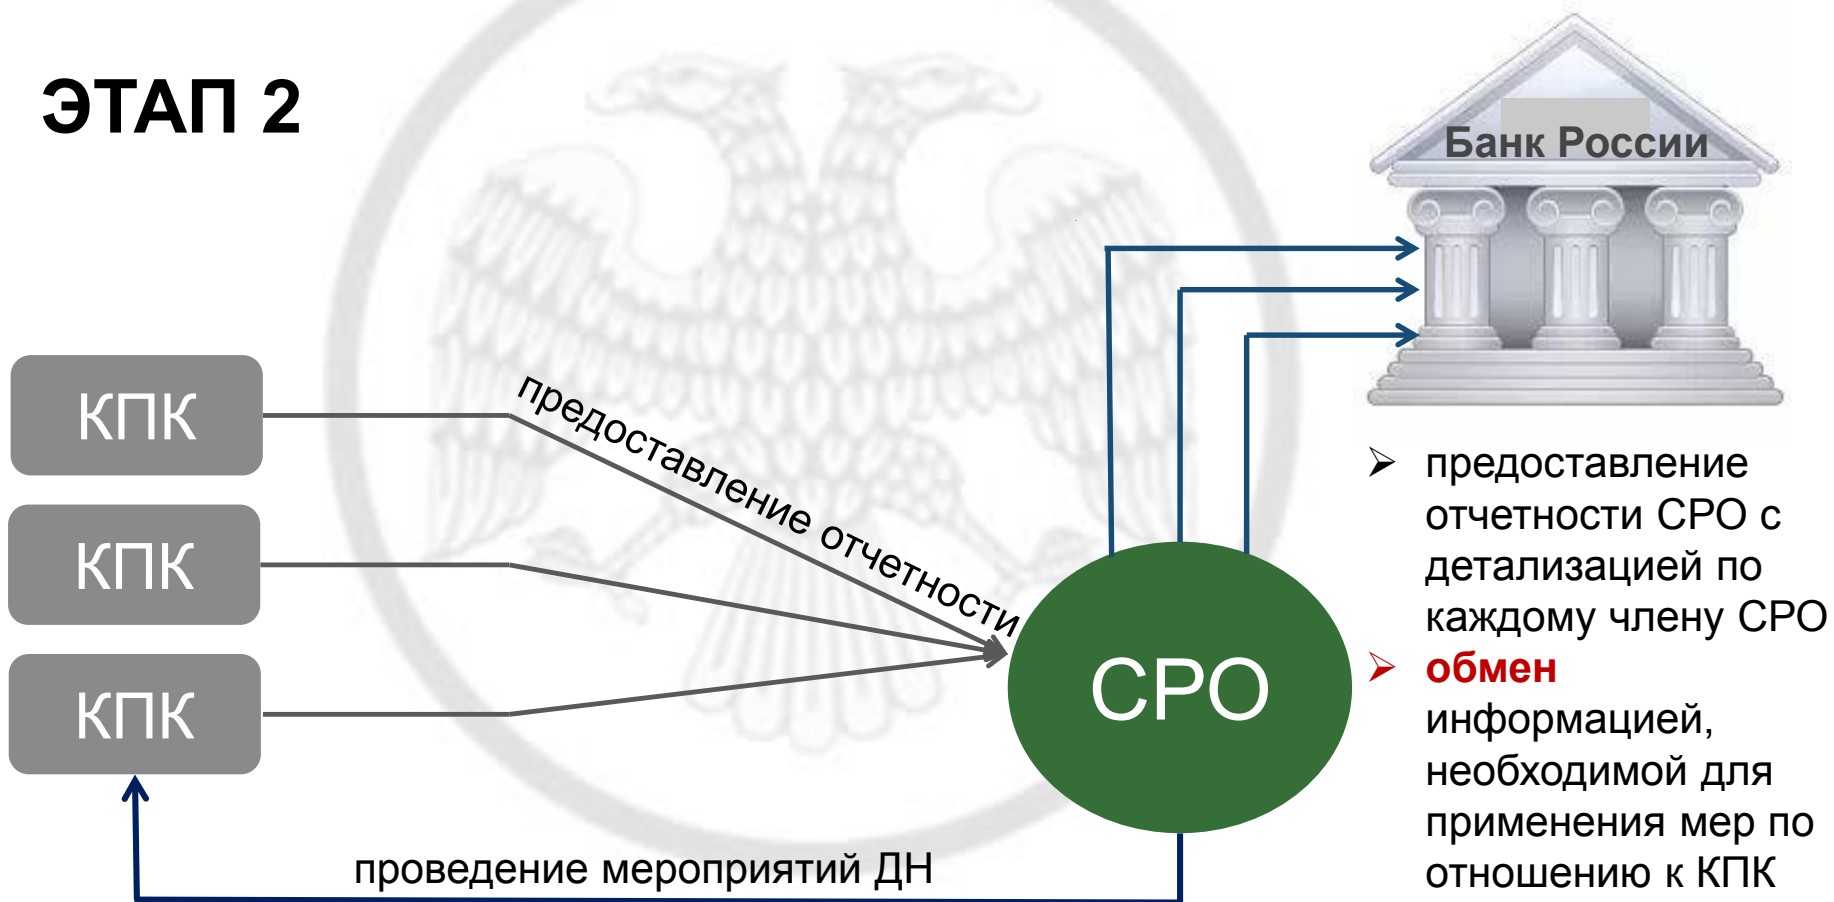 ЭТАП 2
Банк России
КПК
КПК
КПК
предоставление отчетности
СРО
проведение мероприятий ДН
➢ предоставление
отчетности СРО с
детализацией по
каждому члену СРО
➢ обмен
информацией,
необходимой для
применения мер по
отношению к КПК